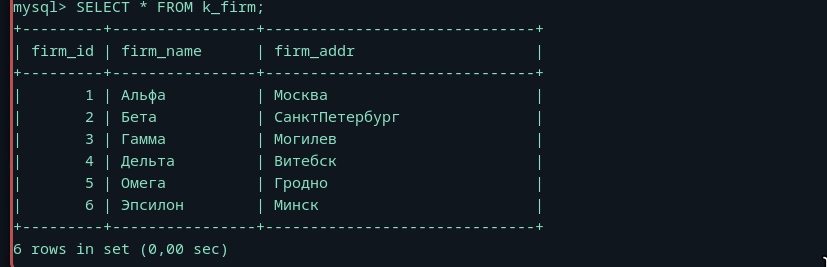 mysql> SELECT * FROM k_firm;
+---------+----------------+-----------------------------+
| firm_id | firm_name      | firm_addr                   |
+---------+----------------+-----------------------------+
|       1 | Альфа          | Москва                      |
|       2 | Бета           | СанктПетербург              |
|       3 | Гамма          | Могилев                     |
|       4 | Дельта         | Витебск                     |
|       5 | Омега          | Гродно                      |
|       6 | Эпсилон        | Минск                       |
+---------+----------------+-----------------------------+
6 rows in set (0,00 sec)